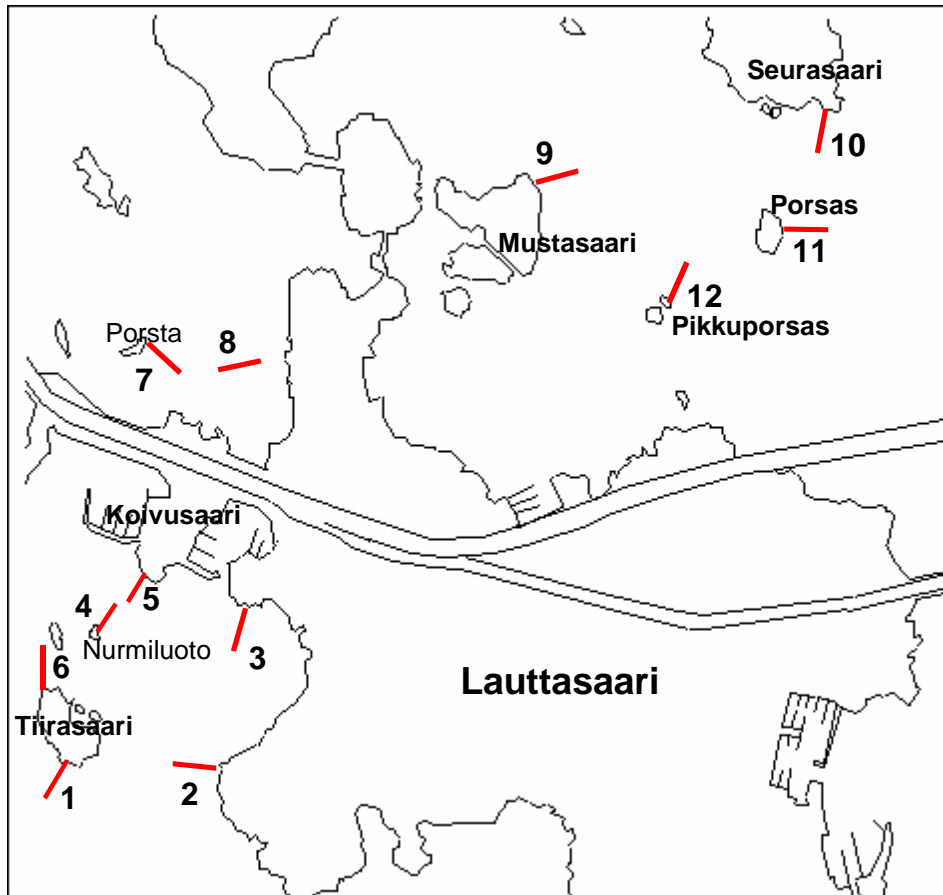 Seurasaari
10
9
Porsas
11
Mustasaari
12
Pikkuporsas
Porsta
8
7
Koivusaari
5
4
Nurmiluoto
3
6
Lauttasaari
Tiirasaari
2
1